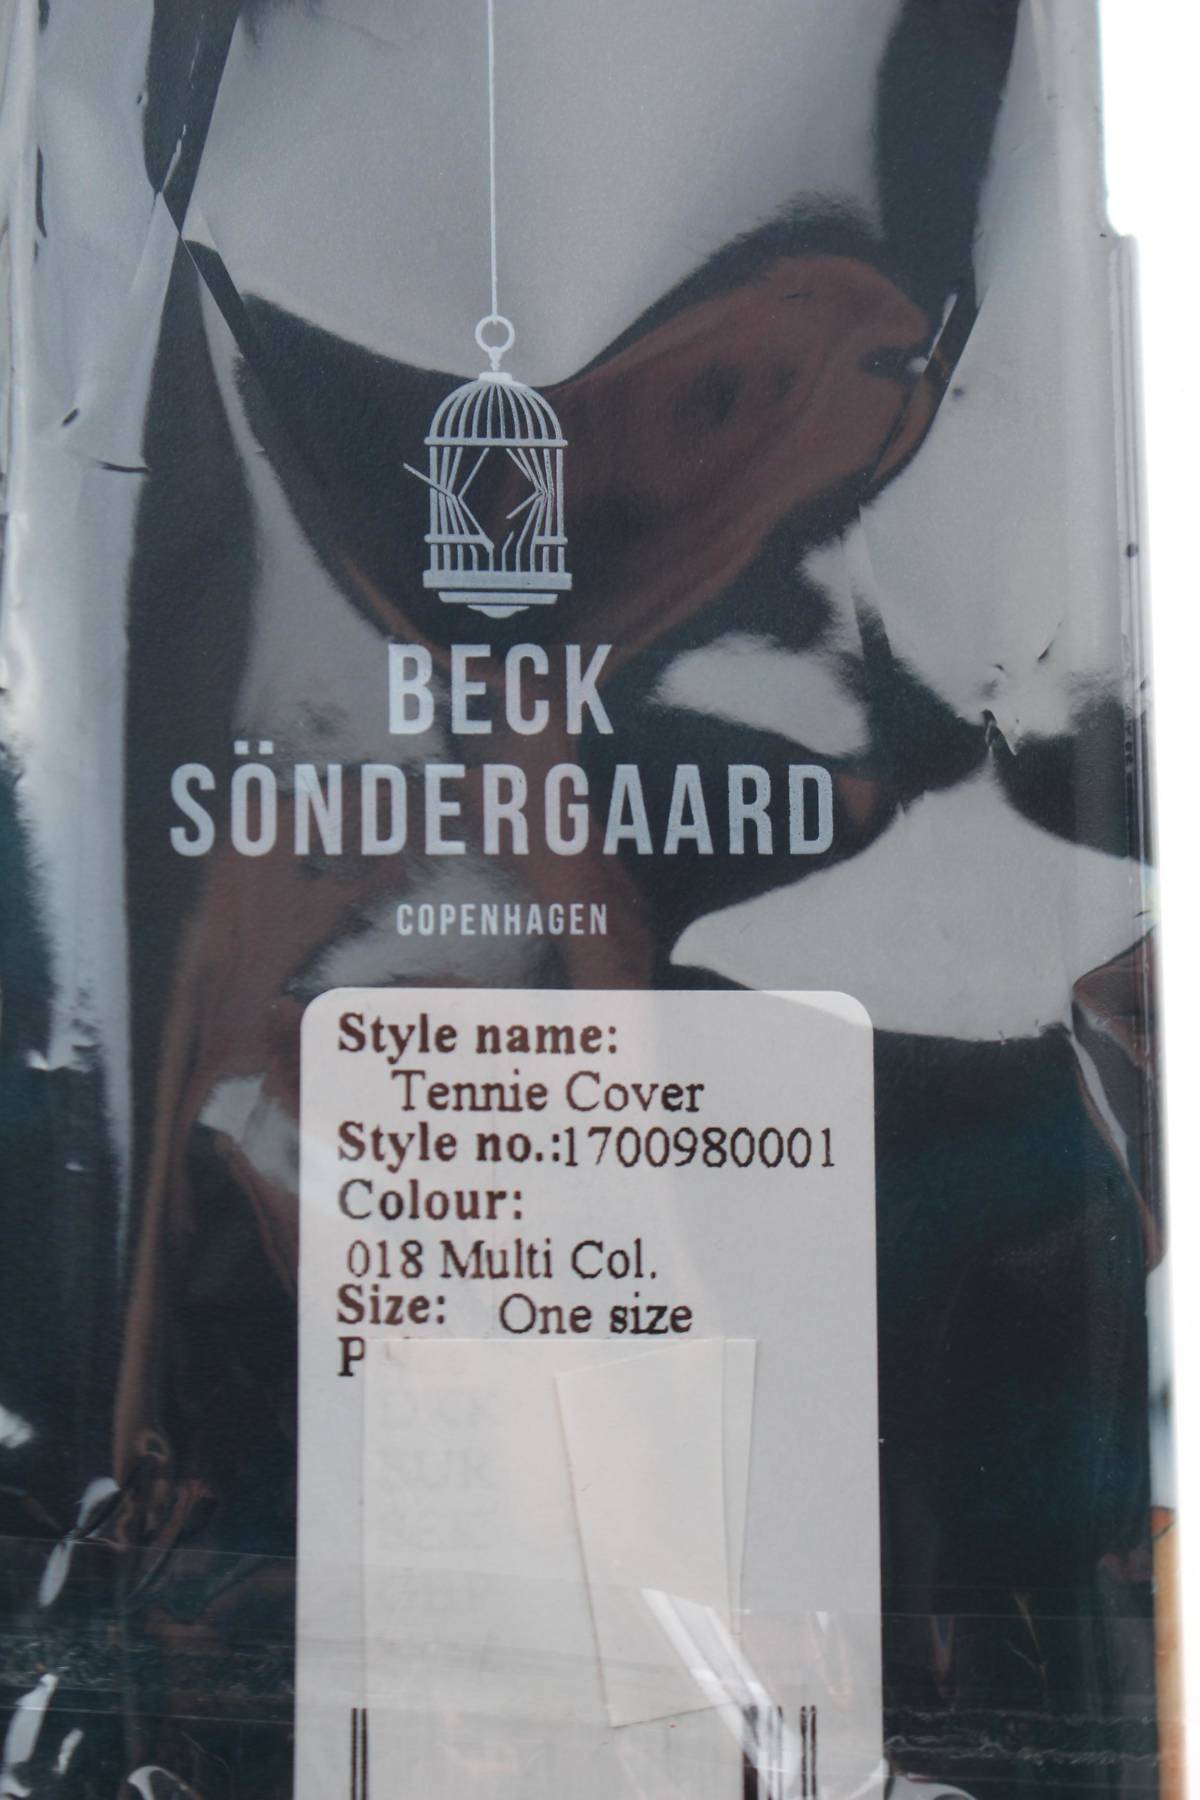 BECK
SÖNDERGAARD
COPENHAGEN
Style name:
Tennie Cover
Style no.:1700980001
Colour:
018 Multi Col.
Size: One size